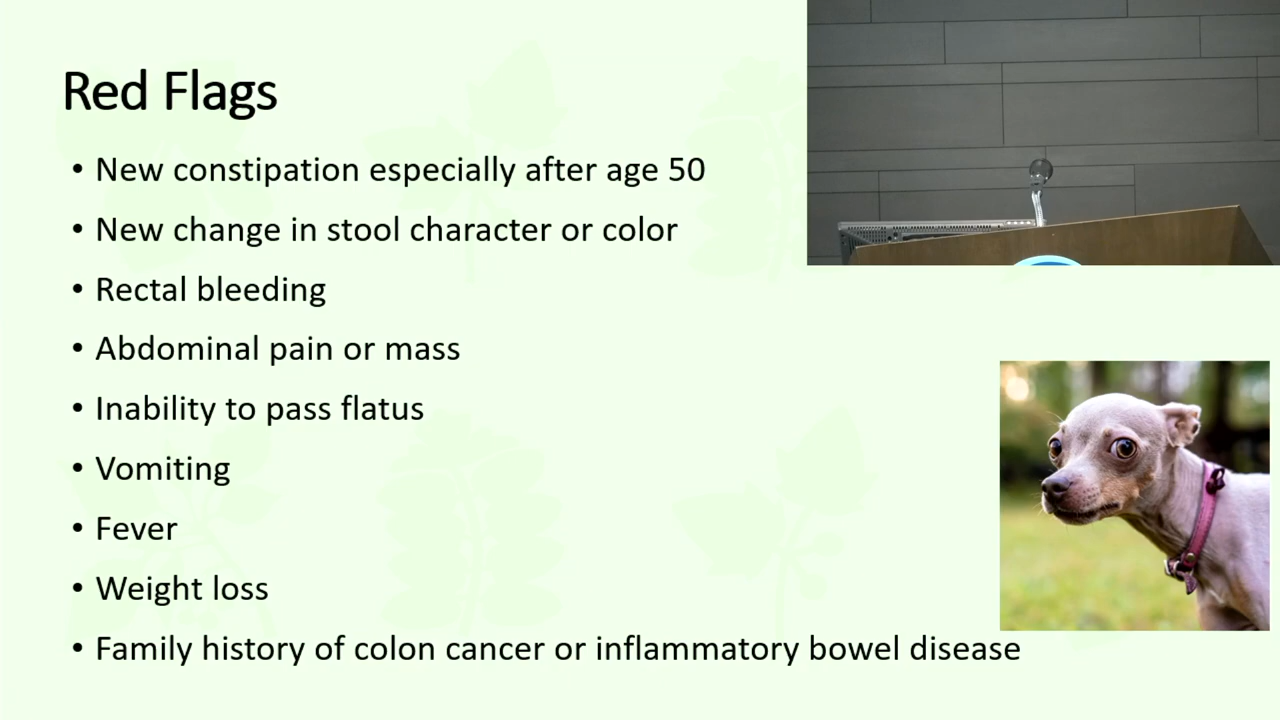 Red Flags
• New constipation especially after age 50
• New change in stool character or color
• Rectal bleeding
• Abdominal pain or mass
• Inability to pass flatus
• Vomiting
• Fever
• Weight loss
• Family history of colon cancer or inflammatory bowel disease